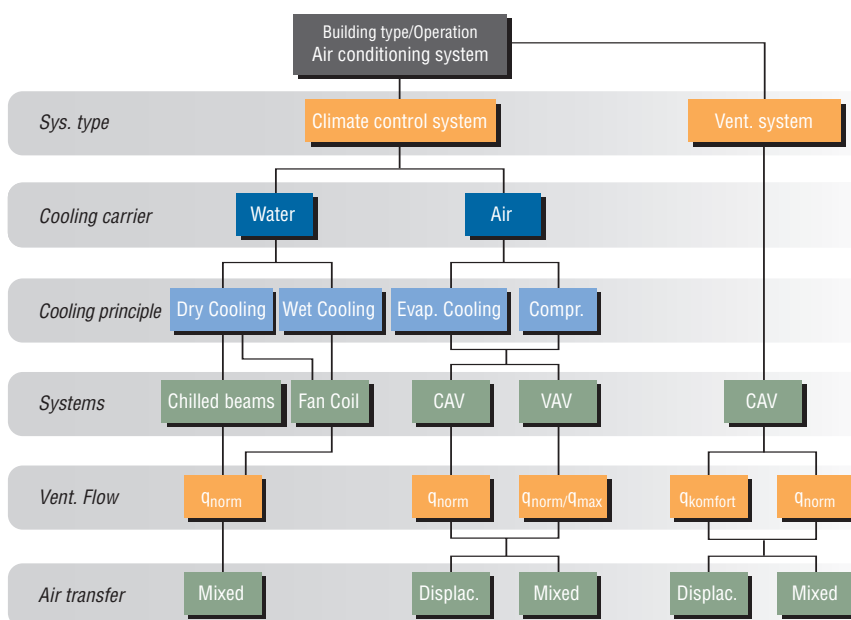 Building type/Operation
Air conditioning system
Sys. type
Climate control system
Vent. system
Cooling carrier
Water
Air
Cooling principle
Dry Cooling
Wet Cooling
Evap. Cooling
Compr.
Systems
Chilled beams
Fan Coil
CAV
VAV
CAV
Vent. Flow
qnorm
qnorm
qnorm/qmax
qkomfort
qnorm
Air transfer
Mixed
Displac.
Mixed
Displac.
Mixed